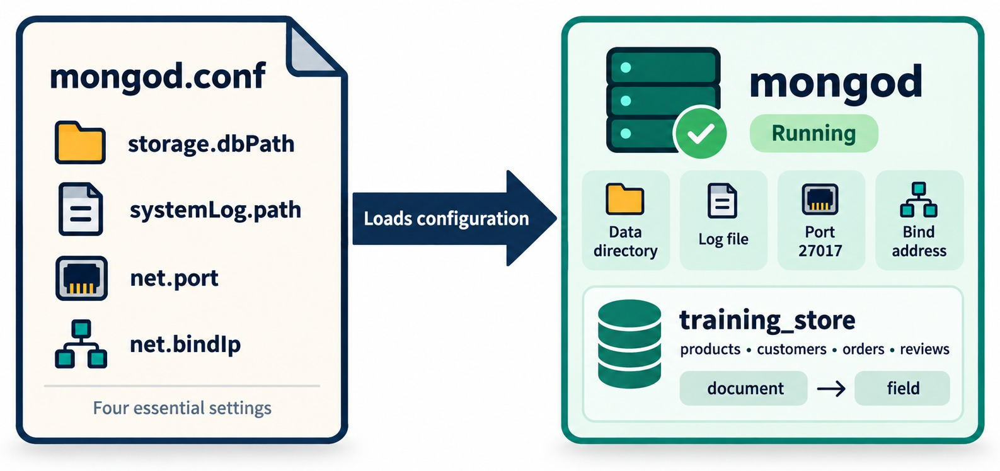 mongod.conf
storage.dbPath
systemLog.path
net.port
net.bindIp
Four essential settings
Loads configuration
mongod
Running
Data
directory
Log file
Port
27017
Bind
address
training_store
products • customers • orders • reviews
document → field